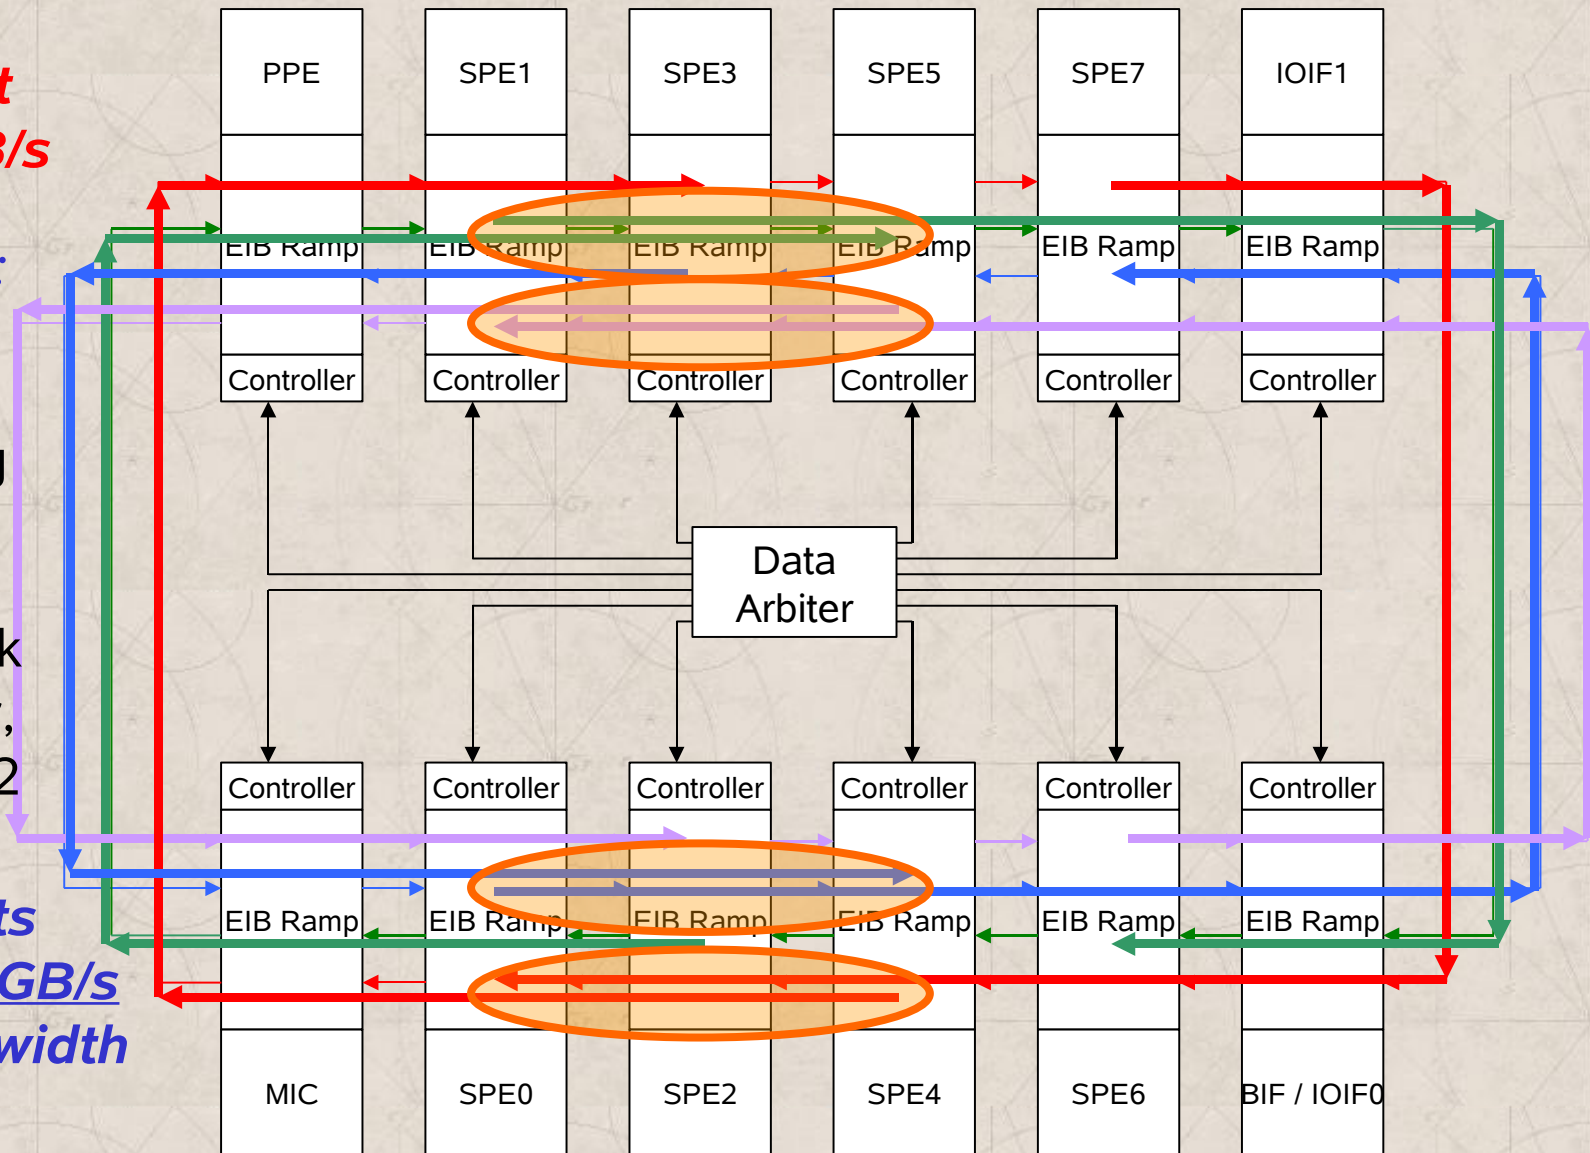 PPE SPE1 SPE3 SPE5 SPE7 IOIF1
t
B/s
EIB Ramp EIB Ramp EIB Ramp EIB Ramp EIB Ramp EIB Ramp
:
Controller Controller Controller Controller Controller Controller
g
Data
Arbiter
k
,
2
Controller Controller Controller Controller Controller Controller
ts
EIB Ramp EIB Ramp EIB Ramp EIB Ramp EIB Ramp EIB Ramp
GB/s
width
MIC SPE0 SPE2 SPE4 SPE6 BIF / IOIF0